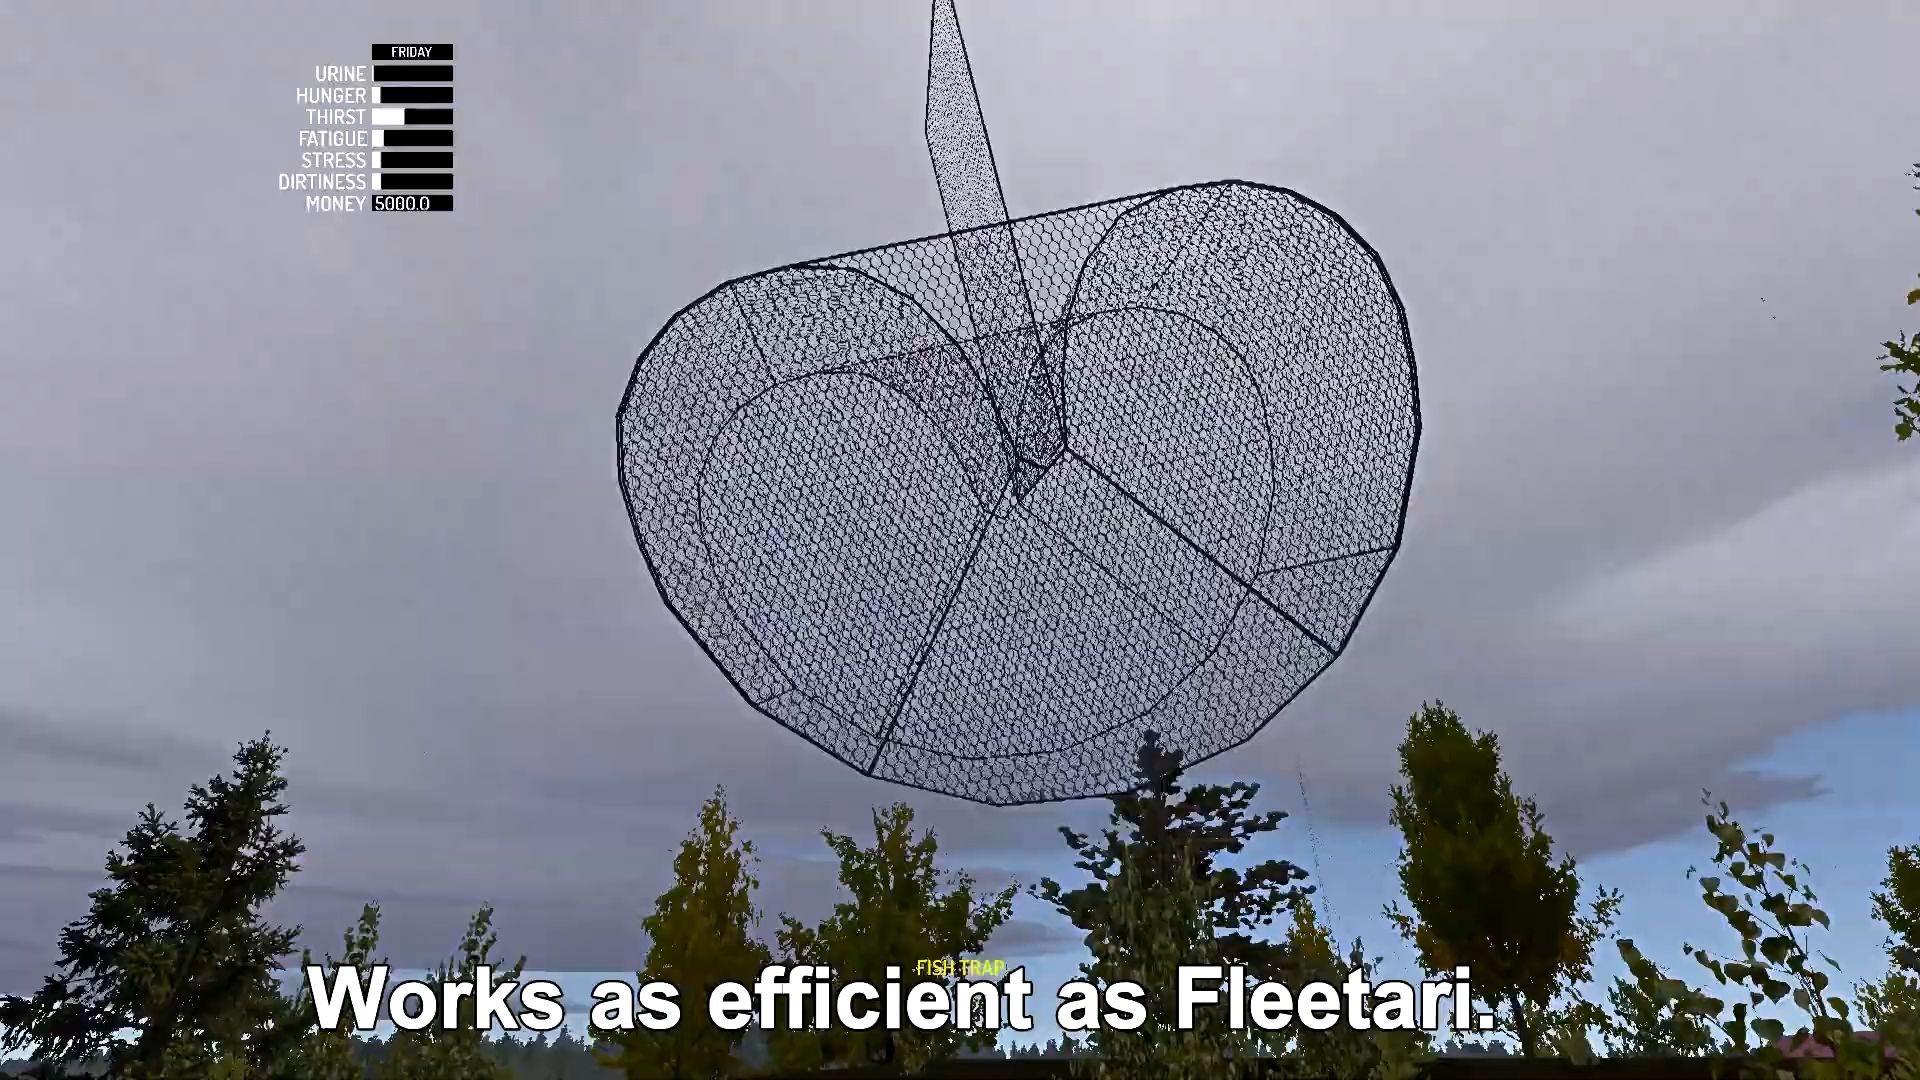 FRIDAY
URINE
HUNGER
THIRST
FATIGUE
STRESS
DIRTINESS
MONEY 5000.0
FISH TRAP
Works as efficient as Fleetari.